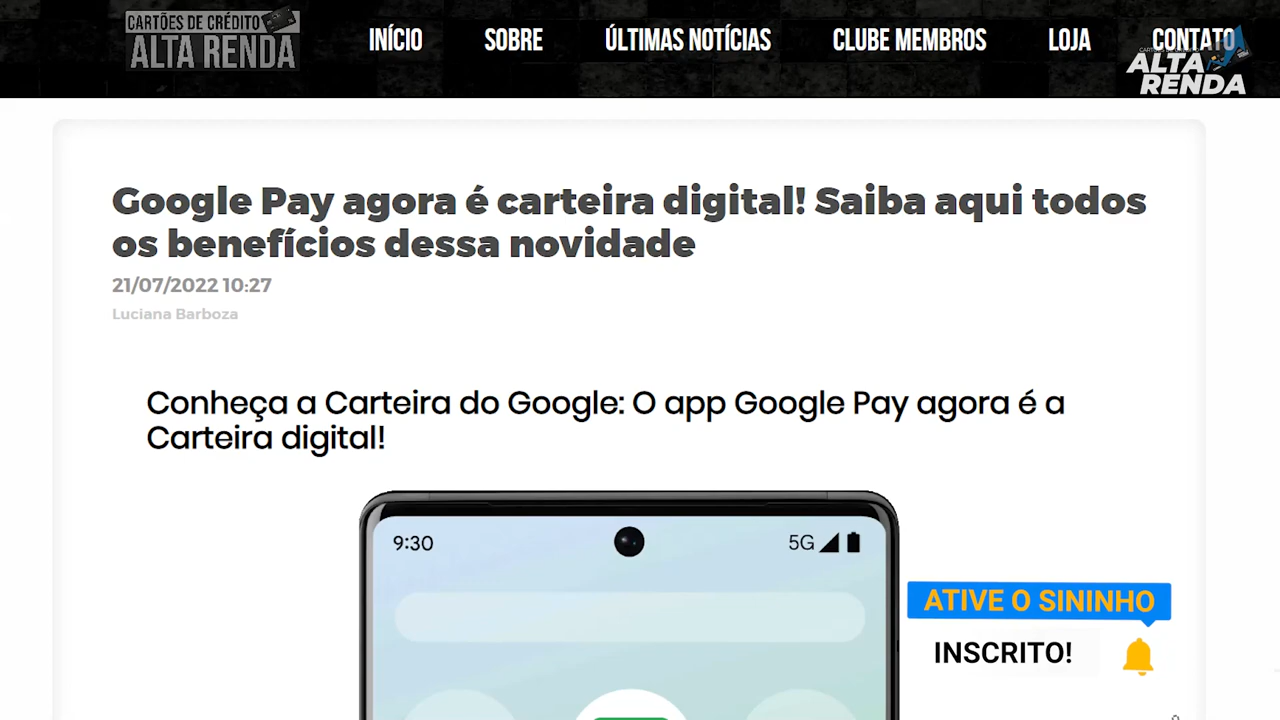 CARTÕES DE CRÉDITO
ALTA RENDA
INÍCIO
SOBRE
ÚLTIMAS NOTÍCIAS
CLUBE MEMBROS
LOJA
CONTATO
ALTA
RENDA
Google Pay agora é carteira digital! Saiba aqui todos
os benefícios dessa novidade
21/07/2022 10:27
Luciana Barboza
Conheça a Carteira do Google: O app Google Pay agora é a
Carteira digital!
9:30
5G
ATIVE O SININHO
INSCRITO!